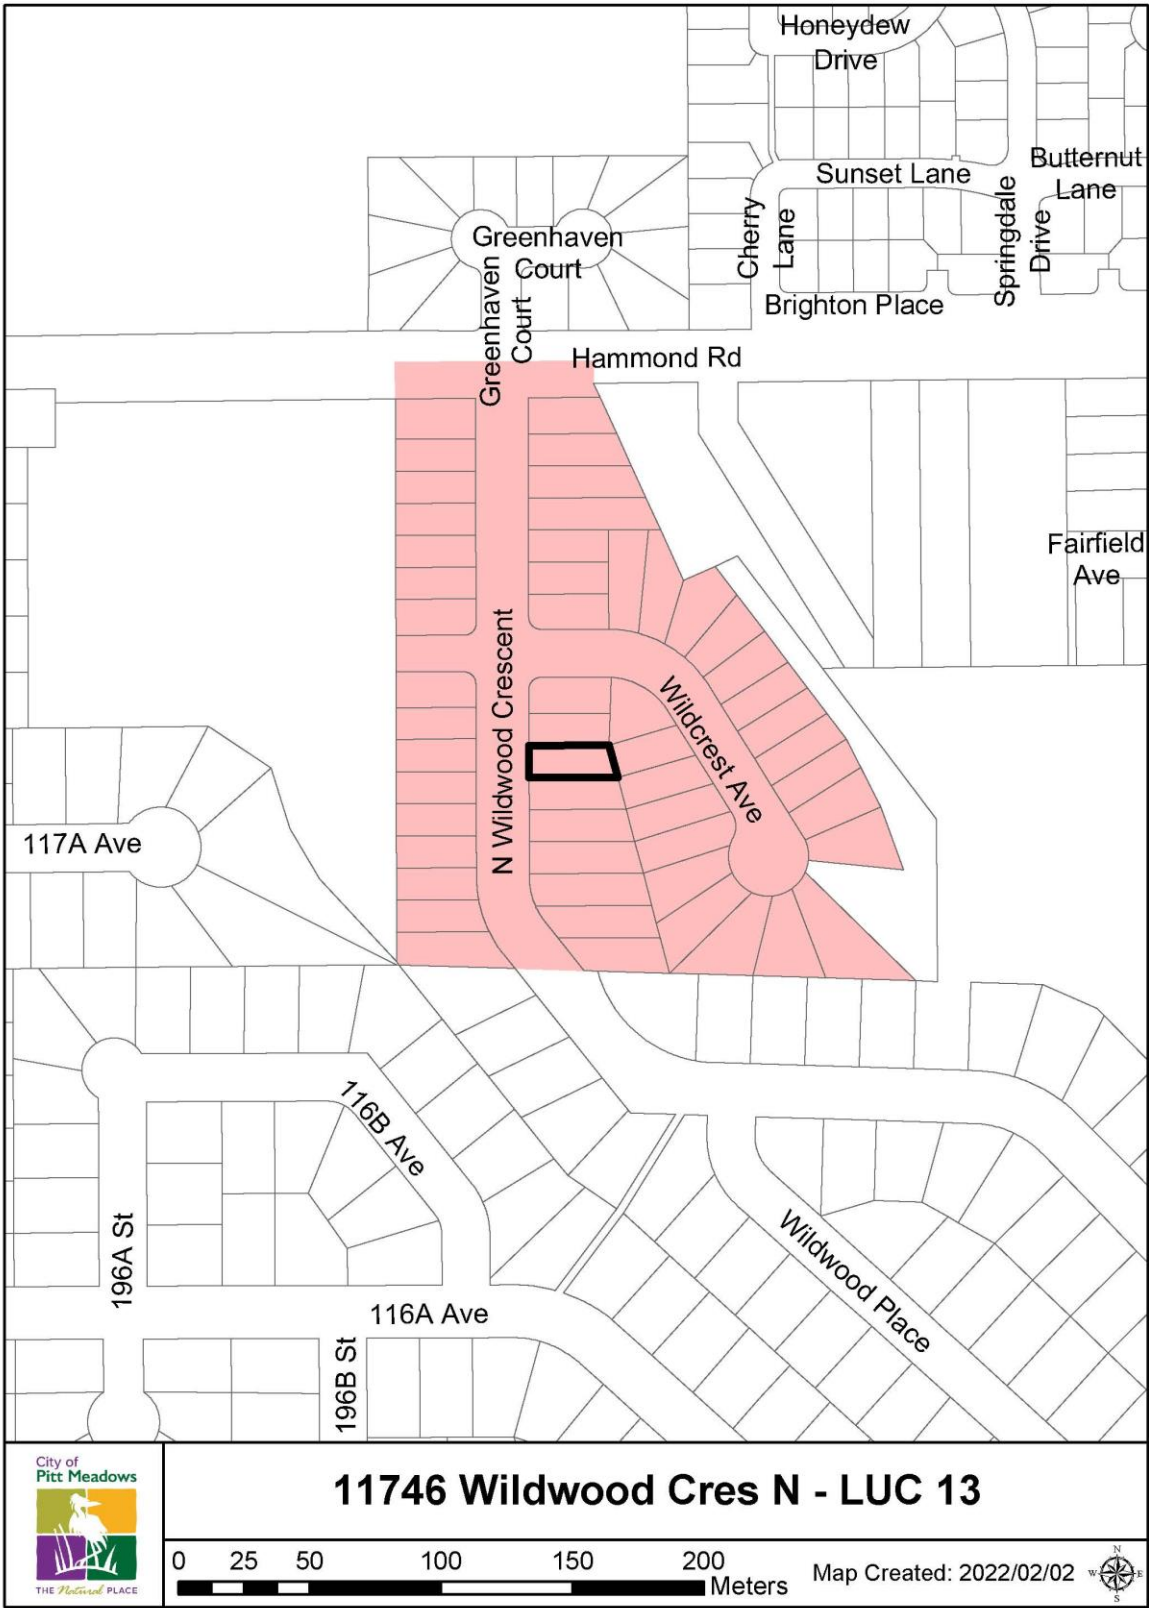 Honeydew
Drive
Butternut
Lane
Sunset Lane
Cherry
Lane
Springdale
Drive
Greenhaven
Court
Greenhaven
Court
Brighton Place
Hammond Rd
Fairfield
Ave
N Wildwood Crescent
Wildcrest Ave
117A Ave
116B Ave
196A St
Wildwood Place
116A Ave
196B St
City of
Pitt Meadows
THE Natural PLACE
11746 Wildwood Cres N - LUC 13
0 25 50 100 150 200
Meters
Map Created: 2022/02/02
N
W E
S